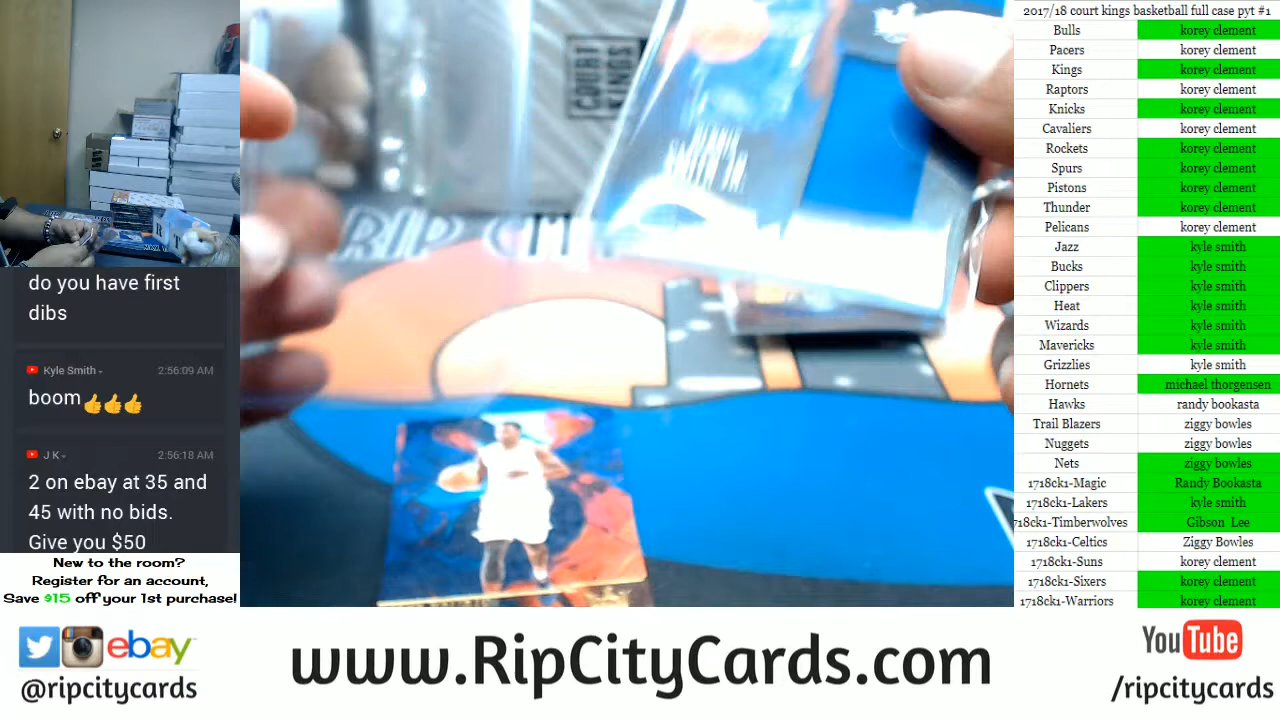 2017/18 court kings basketball full case pyt #1
Bulls korey clement
Pacers korey clement
Kings korey clement
Raptors korey clement
Knicks korey clement
Cavaliers korey clement
Rockets korey clement
Spurs korey clement
Pistons korey clement
Thunder korey clement
Pelicans korey clement
Jazz kyle smith
Bucks kyle smith
Clippers kyle smith
Heat kyle smith
Wizards kyle smith
Mavericks kyle smith
Grizzlies kyle smith
Hornets michael thorgensen
Hawks randy bookasta
Trail Blazers ziggy bowles
Nuggets ziggy bowles
Nets ziggy bowles
1718ck1-Magic Randy Bookasta
1718ck1-Lakers kyle smith
718ck1-Timberwolves Gibson Lee
1718ck1-Celtics Ziggy Bowles
1718ck1-Suns korey clement
1718ck1-Sixers korey clement
1718ck1-Warriors korey clement
COURT
KINGS
RIP
do you have first
dibs
Kyle Smith 2:56:09 AM
boom👍👍👍
J K 2:56:18 AM
2 on ebay at 35 and
45 with no bids.
Give you $50
New to the room?
Register for an account,
Save $15 off your 1st purchase!
ebay
@ripcitycards
www.RipCityCards.com
YouTube
/ripcitycards